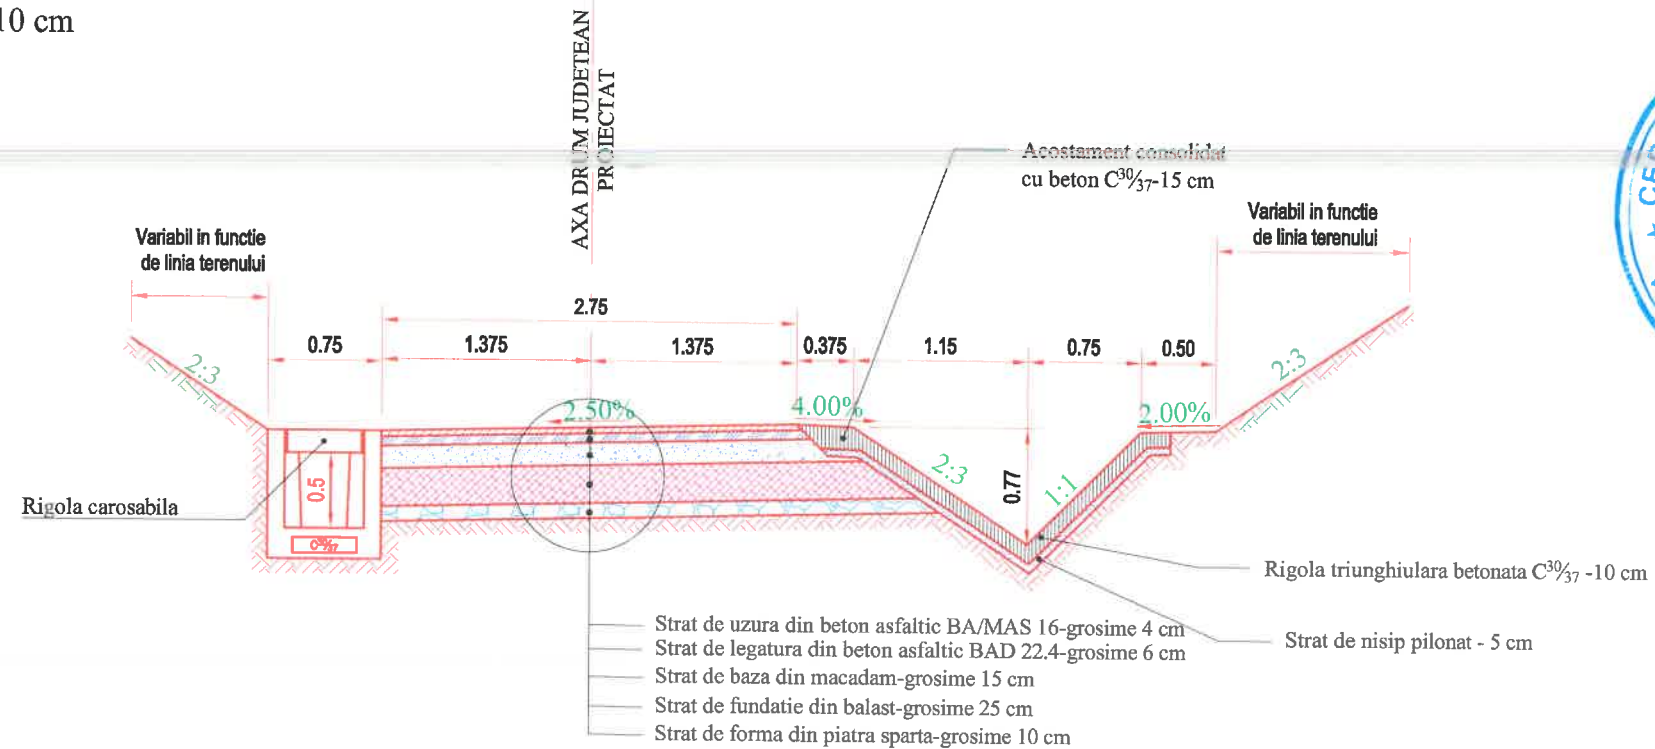 10 cm
AXA DRUM JUDETEAN
PROIECTAT
Acostament consolidat
cu beton C30/37-15 cm
Variabil in functie
de linia terenului
Variabil in functie
de linia terenului
2.75
0.75
1.375
1.375
0.375
1.15
0.75
0.50
2:3
2:3
2.50%
4.00%
2.00%
2:3
0.77
1:1
0.5
Rigola carosabila
C30/37
Rigola triunghiulara betonata C30/37 -10 cm
Strat de nisip pilonat - 5 cm
Strat de uzura din beton asfaltic BA/MAS 16-grosime 4 cm
Strat de legatura din beton asfaltic BAD 22.4-grosime 6 cm
Strat de baza din macadam-grosime 15 cm
Strat de fundatie din balast-grosime 25 cm
Strat de forma din piatra sparta-grosime 10 cm